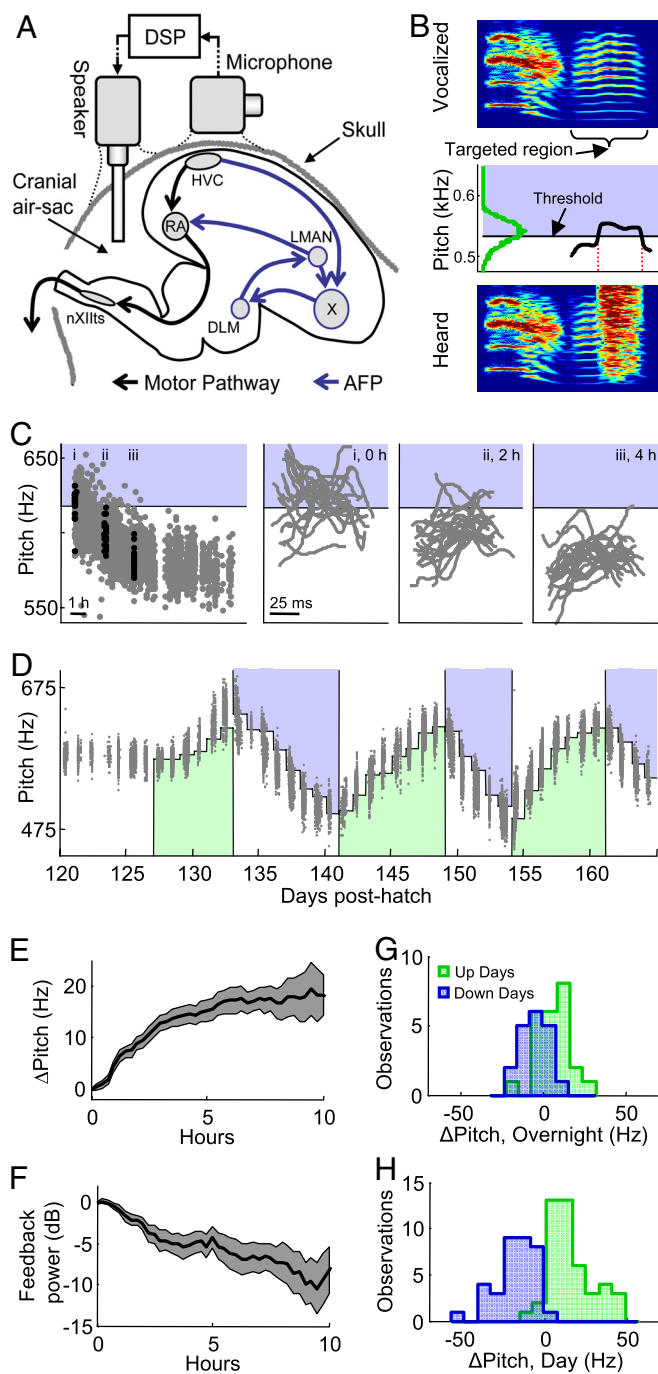 A
DSP
Speaker
Microphone
Skull
Cranial
air-sac
HVC
RA
LMAN
X
DLM
nXIIts
Motor Pathway
AFP
B
Vocalized
Targeted region
Pitch (kHz)
0.6
0.5
Threshold
Heard
C
Pitch (Hz)
650
550
i
ii
iii
1 h
i, 0 h
25 ms
ii, 2 h
iii, 4 h
D
Pitch (Hz)
675
475
120 125 130 135 140 145 150 155 160
Days post-hatch
E
ΔPitch (Hz)
20
10
0
0 5 10
Hours
F
Feedback
power (dB)
0
-5
-10
-15
0 5 10
Hours
G
Observations
10
5
0
Up Days
Down Days
-50 0 50
ΔPitch, Overnight (Hz)
H
Observations
15
10
5
0
-50 0 50
ΔPitch, Day (Hz)